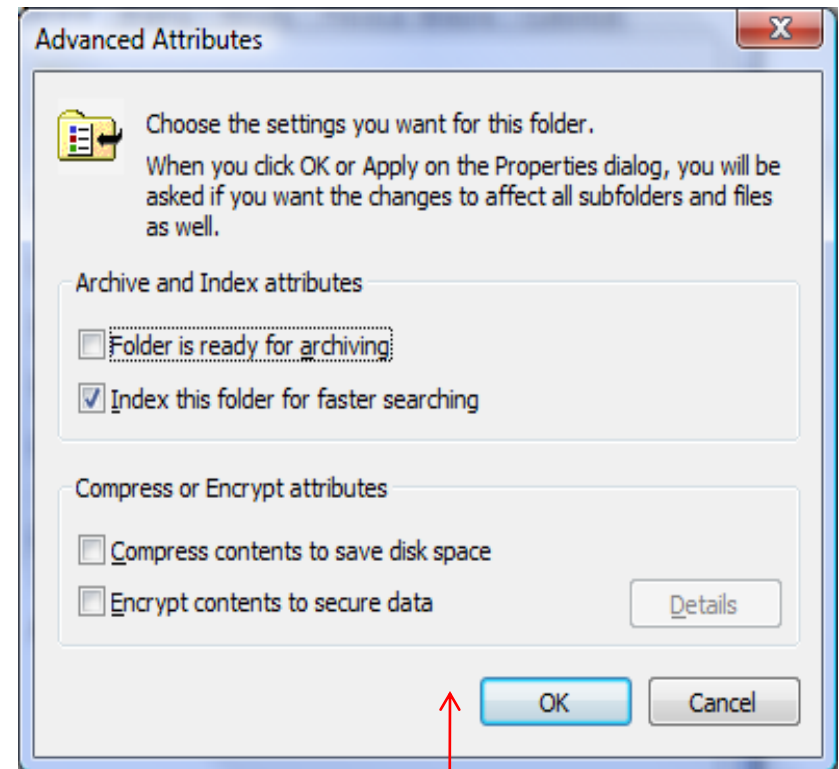 Advanced Attributes
X
Choose the settings you want for this folder.
When you click OK or Apply on the Properties dialog, you will be
asked if you want the changes to affect all subfolders and files
as well.
Archive and Index attributes
Folder is ready for archiving
Index this folder for faster searching
Compress or Encrypt attributes
Compress contents to save disk space
Encrypt contents to secure data
Details
OK
Cancel